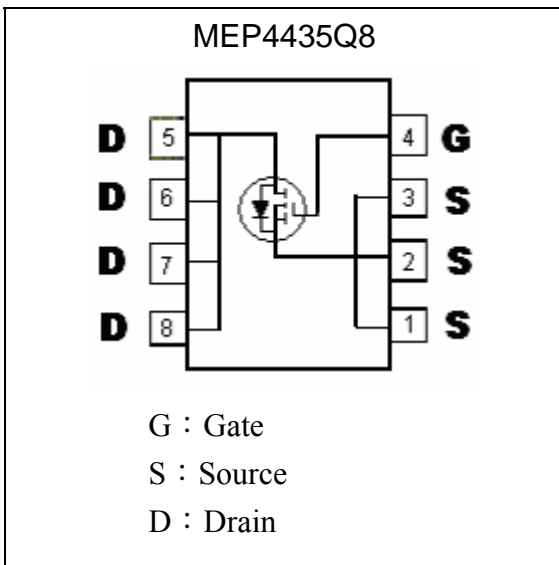 MEP4435Q8
D 5 4 G
D 6 3 S
D 7 2 S
D 8 1 S
G：Gate
S：Source
D：Drain